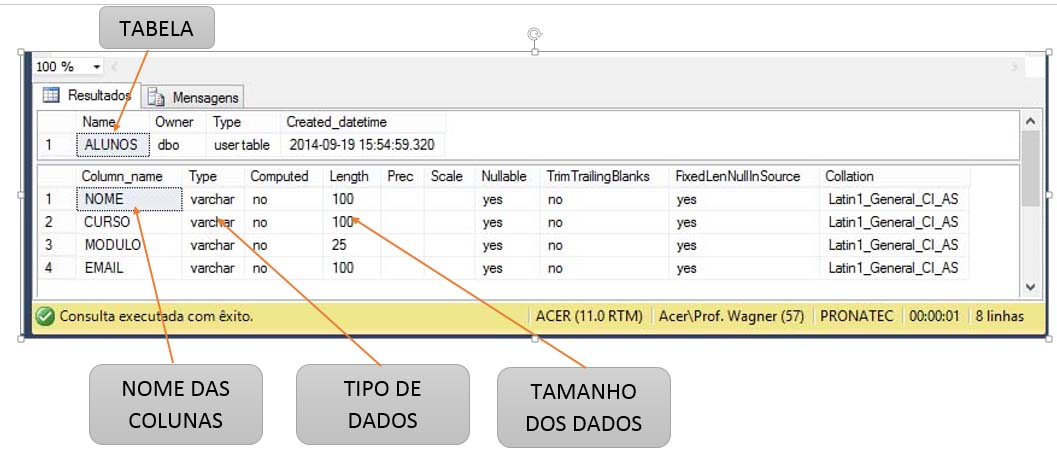 TABELA
100 %
Resultados Mensagens
Name Owner Type Created_datetime
1 ALUNOS dbo user table 2014-09-19 15:54:59.320
Column_name Type Computed Length Prec Scale Nullable TrimTrailingBlanks FixedLenNullInSource Collation
1 NOME varchar no 100 yes no yes Latin1_General_CI_AS
2 CURSO varchar no 100 yes no yes Latin1_General_CI_AS
3 MODULO varchar no 25 yes no yes Latin1_General_CI_AS
4 EMAIL varchar no 100 yes no yes Latin1_General_CI_AS
Consulta executada com êxito. ACER (11.0 RTM) Acer\Prof. Wagner (57) PRONATEC 00:00:01 8 linhas
NOME DAS
COLUNAS
TIPO DE
DADOS
TAMANHO
DOS DADOS